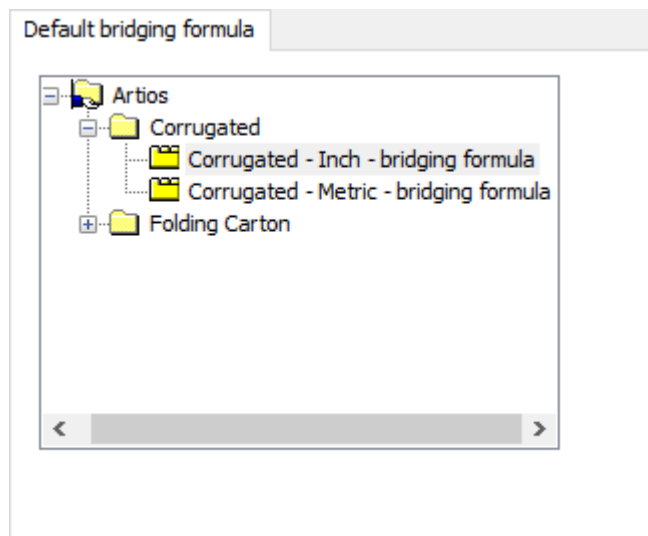 Default bridging formula
Artios
Corrugated
Corrugated - Inch - bridging formula
Corrugated - Metric - bridging formula
Folding Carton